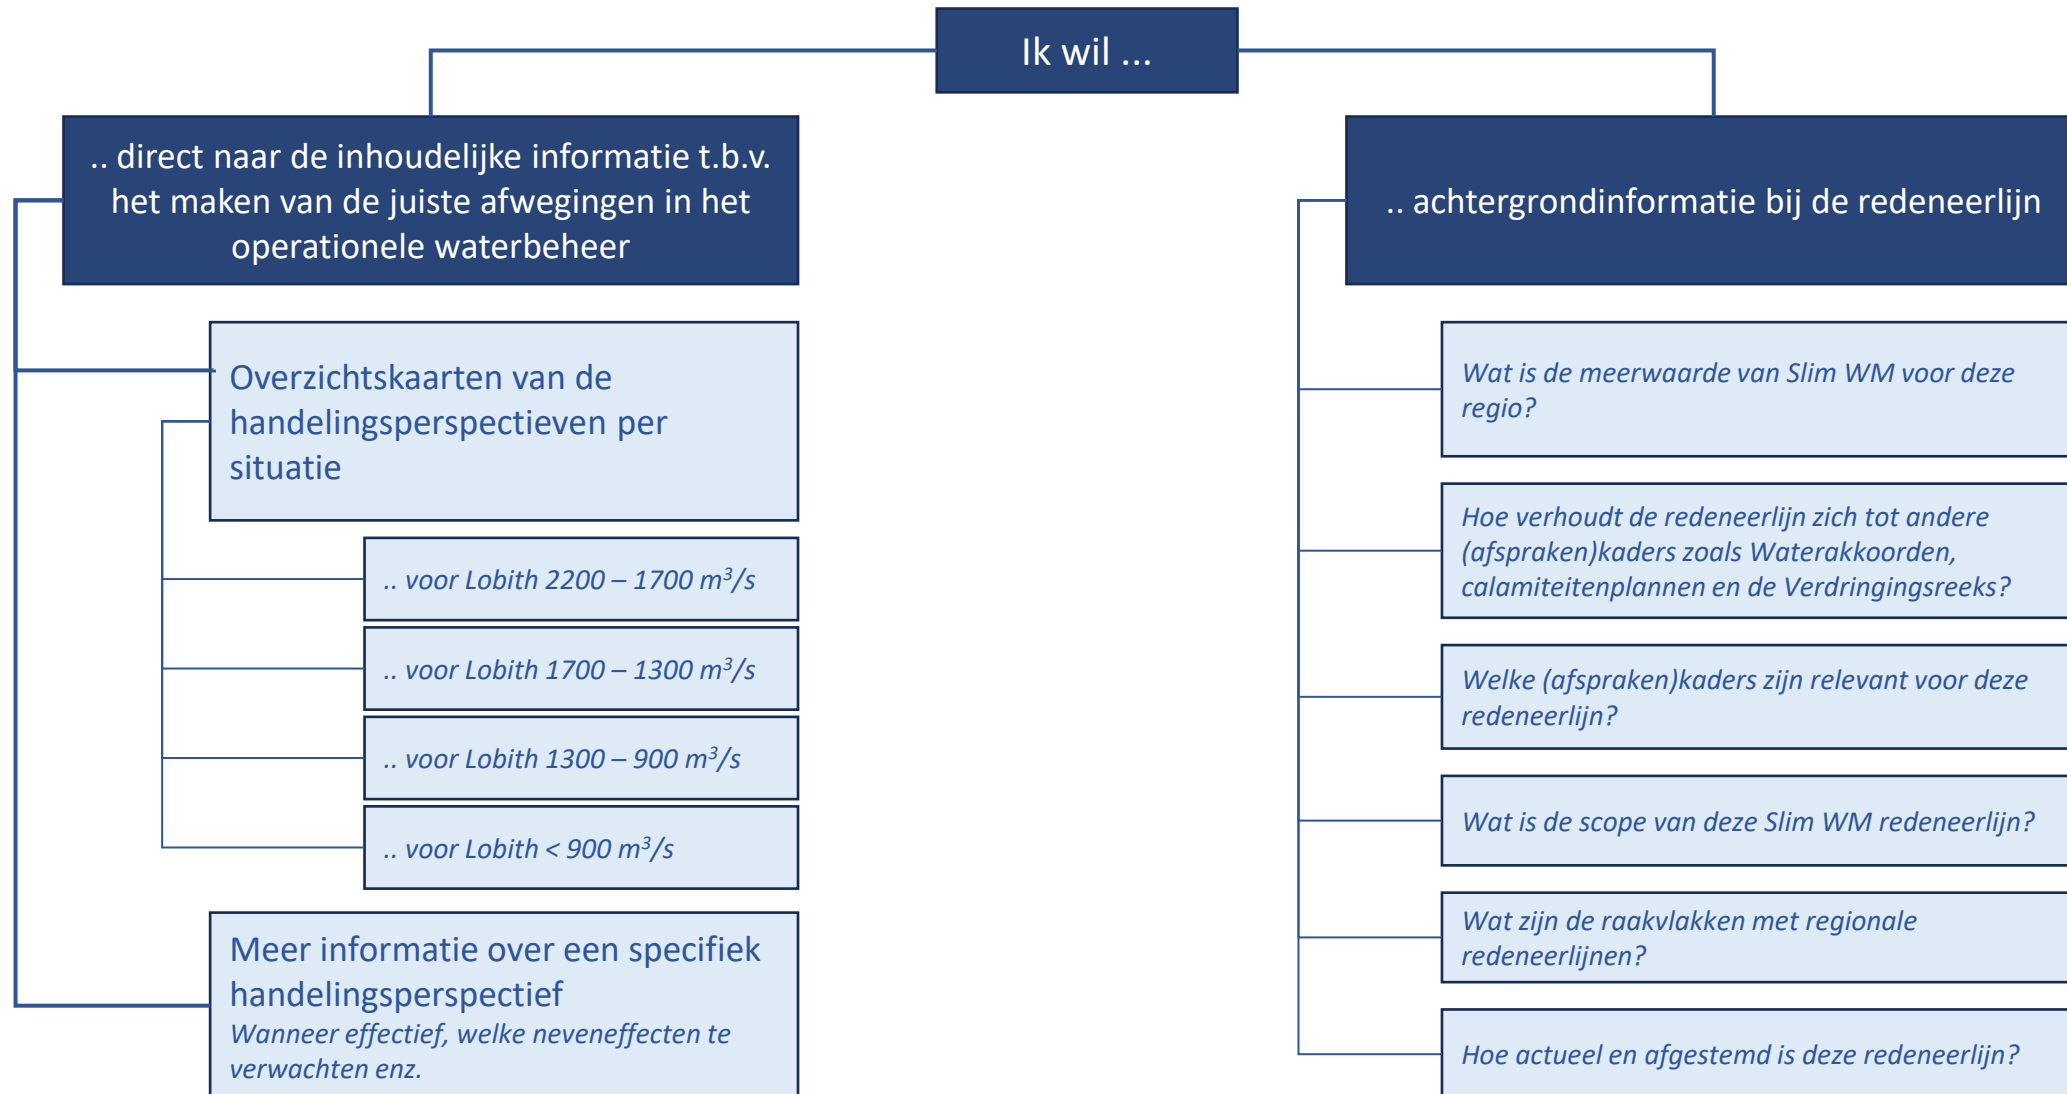 Ik wil ...
.. direct naar de inhoudelijke informatie t.b.v.
het maken van de juiste afwegingen in het
operationele waterbeheer
Overzichtskaarten van de
handelingsperspectieven per
situatie
.. voor Lobith 2200 – 1700 m³/s
.. voor Lobith 1700 – 1300 m³/s
.. voor Lobith 1300 – 900 m³/s
.. voor Lobith < 900 m³/s
Meer informatie over een specifiek
handelingsperspectief
Wanneer effectief, welke neveneffecten te
verwachten enz.
.. achtergrondinformatie bij de redeneerlijn
Wat is de meerwaarde van Slim WM voor deze
regio?
Hoe verhoudt de redeneerlijn zich tot andere
(afspraken)kaders zoals Waterakkoorden,
calamiteitenplannen en de Verdringingsreeks?
Welke (afspraken)kaders zijn relevant voor deze
redeneerlijn?
Wat is de scope van deze Slim WM redeneerlijn?
Wat zijn de raakvlakken met regionale
redeneerlijnen?
Hoe actueel en afgestemd is deze redeneerlijn?